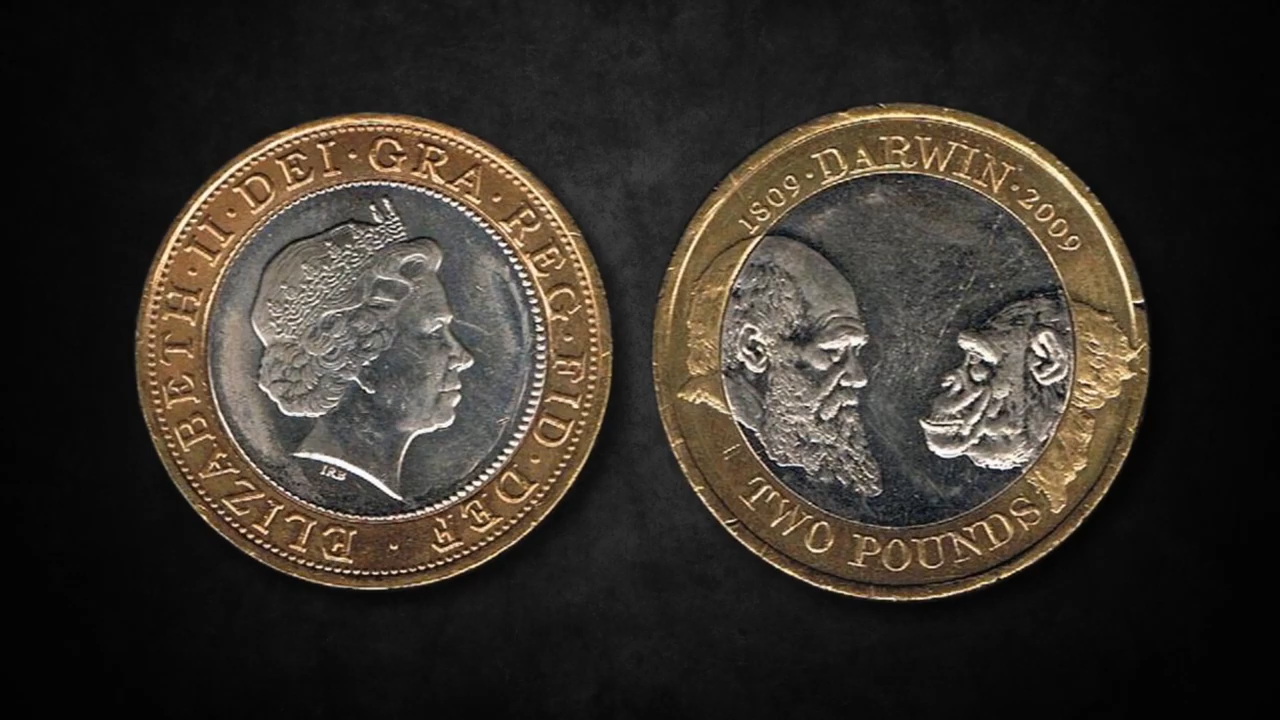 ELIZABETH·II·DEI·GRA·REG·FID·DEF·
IRB
1809·DARWIN·2009
TWO POUNDS